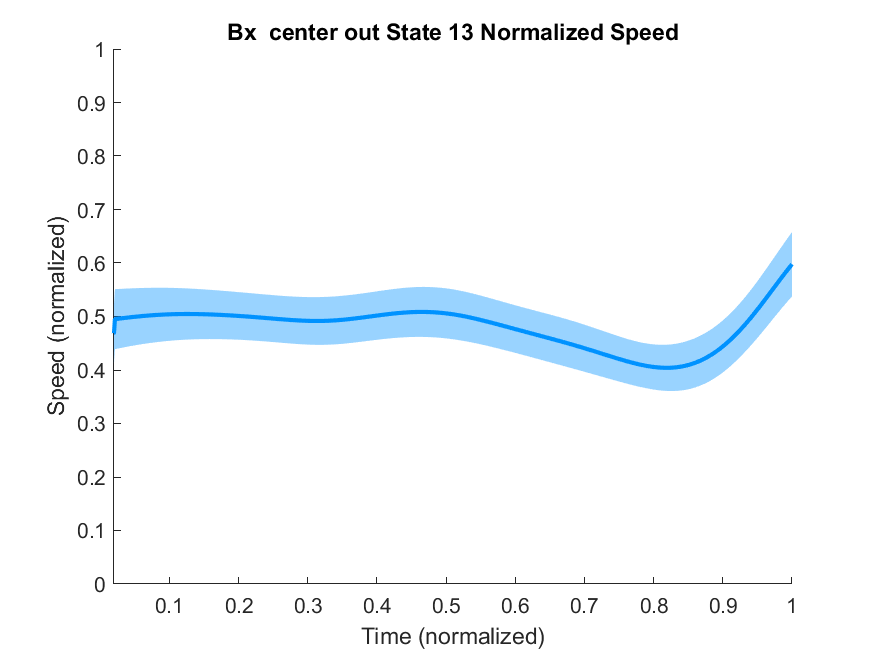 Bx  center out State 13 Normalized Speed
1
0.9
0.8
0.7
0.6
0.5
0.4
0.3
0.2
0.1
0
Speed (normalized)
0.1 0.2 0.3 0.4 0.5 0.6 0.7 0.8 0.9 1
Time (normalized)